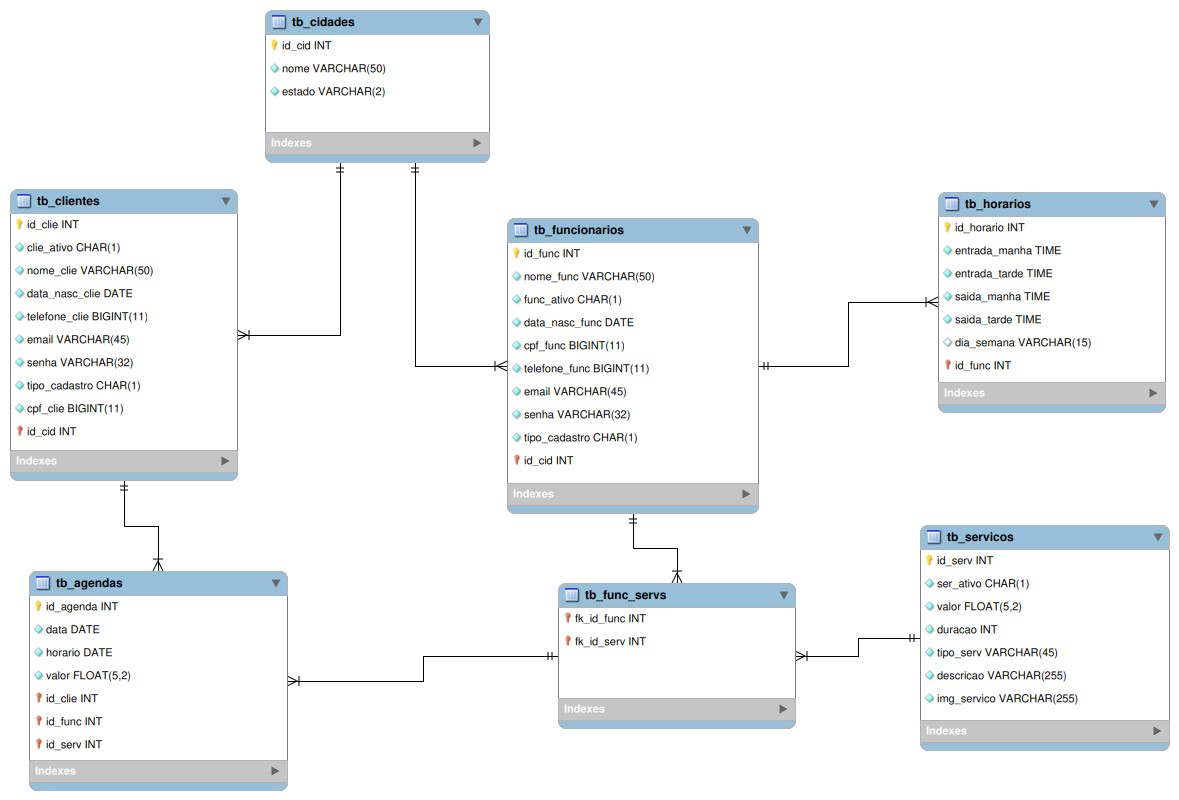 tb_cidades
id_cid INT
nome VARCHAR(50)
estado VARCHAR(2)
Indexes
tb_clientes
id_clie INT
clie_ativo CHAR(1)
nome_clie VARCHAR(50)
data_nasc_clie DATE
telefone_clie BIGINT(11)
email VARCHAR(45)
senha VARCHAR(32)
tipo_cadastro CHAR(1)
cpf_clie BIGINT(11)
id_cid INT
Indexes
tb_funcionarios
id_func INT
nome_func VARCHAR(50)
func_ativo CHAR(1)
data_nasc_func DATE
cpf_func BIGINT(11)
telefone_func BIGINT(11)
email VARCHAR(45)
senha VARCHAR(32)
tipo_cadastro CHAR(1)
id_cid INT
Indexes
tb_horarios
id_horario INT
entrada_manha TIME
entrada_tarde TIME
saida_manha TIME
saida_tarde TIME
dia_semana VARCHAR(15)
id_func INT
Indexes
tb_agendas
id_agenda INT
data DATE
horario DATE
valor FLOAT(5,2)
id_clie INT
id_func INT
id_serv INT
Indexes
tb_func_servs
fk_id_func INT
fk_id_serv INT
Indexes
tb_servicos
id_serv INT
ser_ativo CHAR(1)
valor FLOAT(5,2)
duracao INT
tipo_serv VARCHAR(45)
descricao VARCHAR(255)
img_servico VARCHAR(255)
Indexes